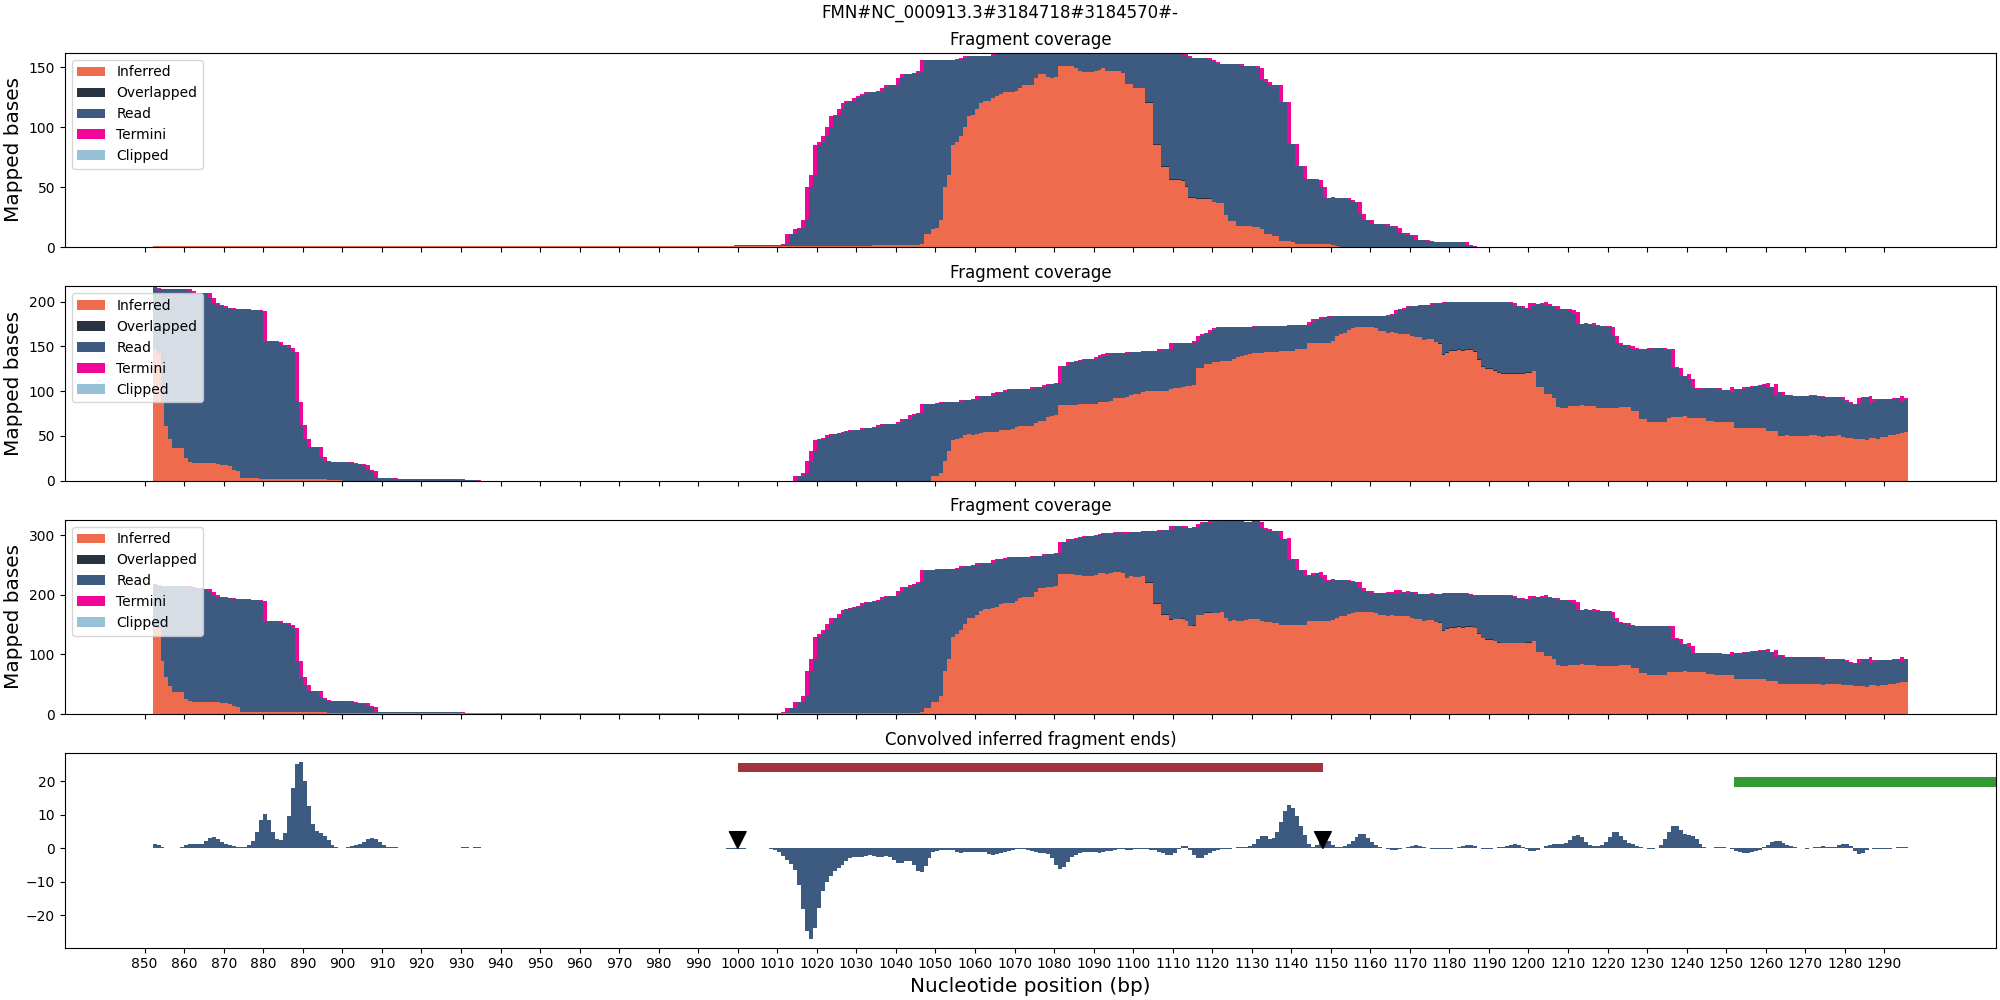 FMN#NC_000913.3#3184718#3184570#-
Fragment coverage
Mapped bases
150
100
50
0
Inferred
Overlapped
Read
Termini
Clipped
Fragment coverage
Mapped bases
200
150
100
50
0
Inferred
Overlapped
Read
Termini
Clipped
Fragment coverage
Mapped bases
300
200
100
0
Inferred
Overlapped
Read
Termini
Clipped
Convolved inferred fragment ends)
20
10
0
−10
−20
850 860 870 880 890 900 910 920 930 940 950 960 970 980 990 1000 1010 1020 1030 1040 1050 1060 1070 1080 1090 1100 1110 1120 1130 1140 1150 1160 1170 1180 1190 1200 1210 1220 1230 1240 1250 1260 1270 1280 1290
Nucleotide position (bp)